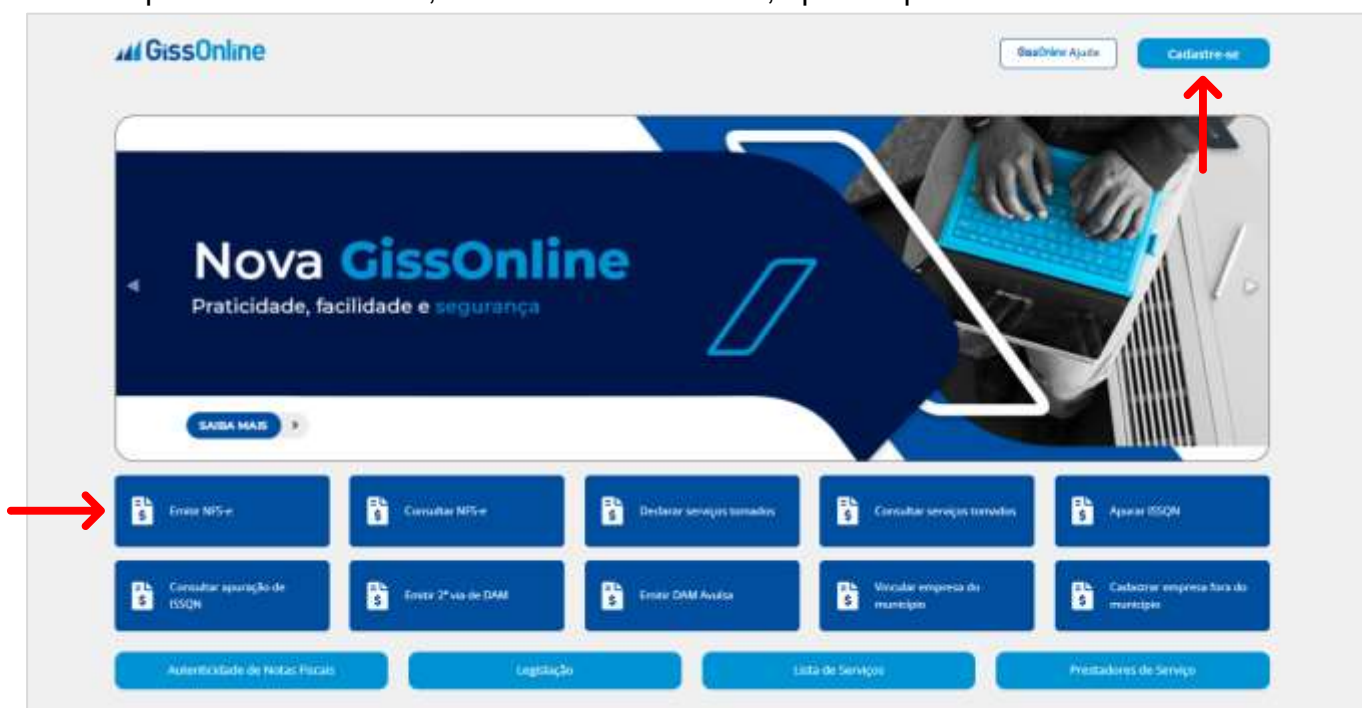 GissOnline
GissOnline Ajuda
Cadastre-se
Nova GissOnline
Praticidade, facilidade e segurança
SAIBA MAIS
Emitir NFS-e
Consultar NFS-e
Declarar serviços tomados
Consultar serviços tomados
Apurar ISSQN
Consultar apuração de
ISSQN
Emitir 2ª via de DAM
Emitir DAM Avulsa
Vincular empresa do
município
Cadastrar empresa fora do
município
Autenticidade de Notas Fiscais
Legislação
Lista de Serviços
Prestadores de Serviço